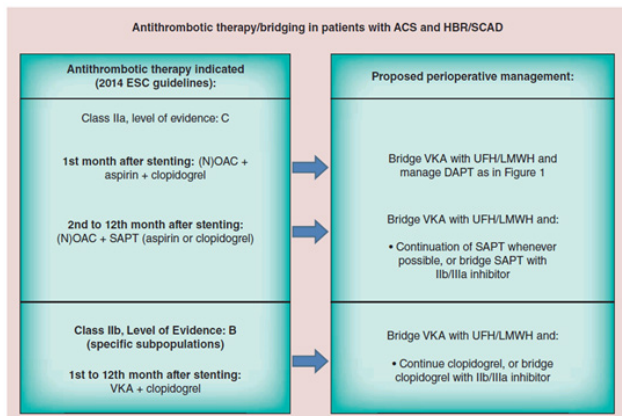 Antithrombotic therapy/bridging in patients with ACS and HBR/SCAD
Antithrombotic therapy indicated
(2014 ESC guidelines):
Class IIa, level of evidence: C
1st month after stenting: (N)OAC +
aspirin + clopidogrel
2nd to 12th month after stenting:
(N)OAC + SAPT (aspirin or clopidogrel)
Class IIb, Level of Evidence: B
(specific subpopulations)
1st to 12th month after stenting:
VKA + clopidogrel
Proposed perioperative management:
Bridge VKA with UFH/LMWH and
manage DAPT as in Figure 1
Bridge VKA with UFH/LMWH and:
• Continuation of SAPT whenever
possible, or bridge SAPT with
IIb/IIIa inhibitor
Bridge VKA with UFH/LMWH and:
• Continue clopidogrel, or bridge
clopidogrel with IIb/IIIa inhibitor